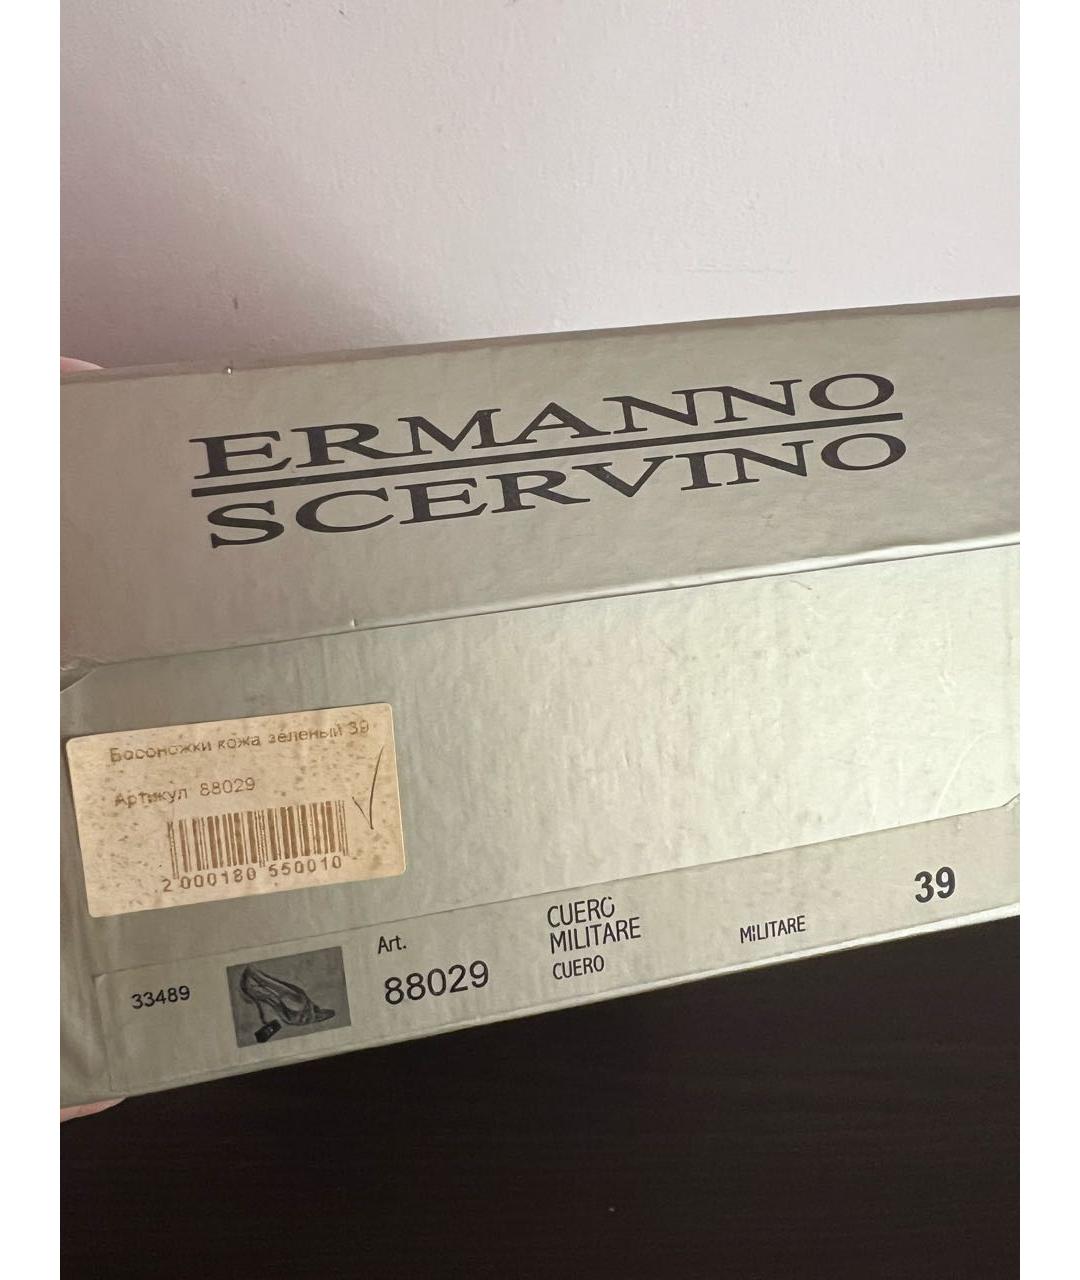 ERMANNO
SCERVINO
Босоножки кожа зеленый 39
Артикул 88029
2 000180 550010
33489
Art.
88029
CUERO
MILITARE
CUERO
MILITARE
39